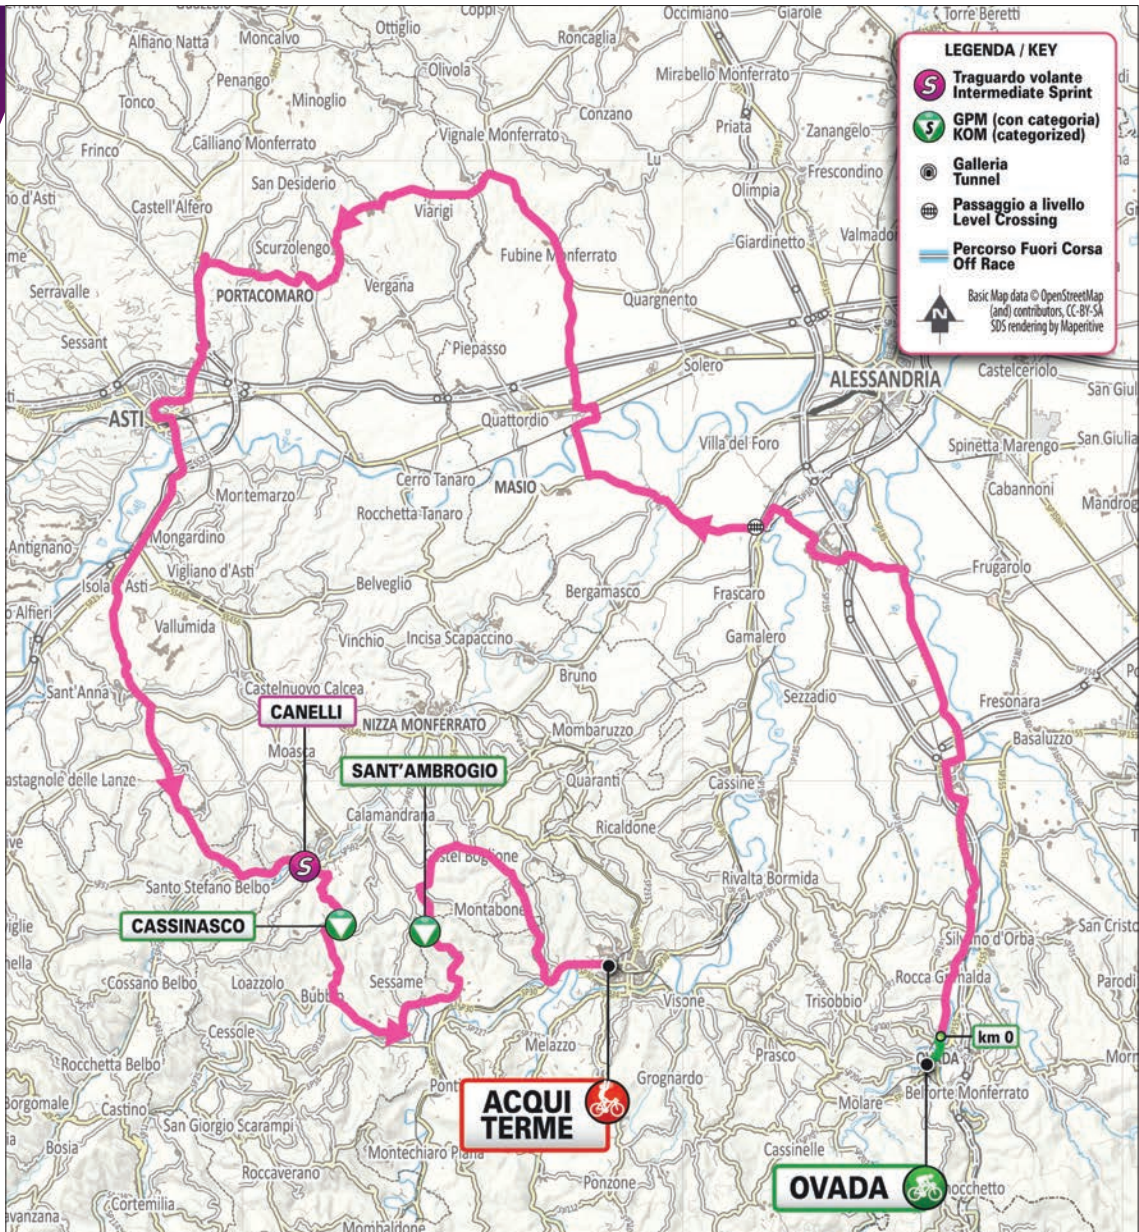 Occimiano
Giarole
Torre Beretti
Coppi
Moncalvo
Ottiglio
Roncaglia
Alfiano Natta
Olivola
Mirabello Monferrato
Penango
Minoglio
Tonco
Conzano
Vignale Monferrato
Priata
Zanangelo
Frinco
Calliano Monferrato
Lu
Frescondino
San Desiderio
Olimpia
Castell'Alfero
Viarigi
Giardinetto
Scurzolengo
Fubine Monferrato
Vergana
PORTACOMARO
Serravalle
Quargnento
Sessant
Piepasso
Solero
ALESSANDRIA
Castelceriolo
ASTI
Quattordio
Villa del Foro
Spinetta Marengo
Cerro Tanaro
MASIO
Cabannoni
Montemarzo
Rocchetta Tanaro
Antignano
Mongardino
Vigliano d'Asti
Isola d'Asti
Belveglio
Frugarolo
Bergamasco
Frascaro
Vallumida
Vinchio
Incisa Scapaccino
Gamalero
Bruno
Sant'Anna
Castelnuovo Calcea
Sezzadio
Fresonara
CANELLI
NIZZA MONFERRATO
Mombaruzzo
Basaluzzo
Moasca
SANT'AMBROGIO
Quaranti
Cassine
Calamandrana
Ricaldone
Santo Stefano Belbo
Rivalta Bormida
CASSINASCO
Montabone
Cossano Belbo
Loazzolo
Sessame
Bubbio
Rocca Grimalda
Visone
Trisobbio
km 0
Cessole
Melazzo
Prasco
Rocchetta Belbo
Grognardo
Belforte Monferrato
ACQUI
TERME
Molare
Castino
San Giorgio Scarampi
Bosia
Montechiaro Piana
Cassinelle
Roccaverano
Ponzone
OVADA
Cortemilia
Mombaldone
LEGENDA / KEY
S Traguardo volante
Intermediate Sprint
S GPM (con categoria)
KOM (categorized)
Galleria
Tunnel
Passaggio a livello
Level Crossing
Percorso Fuori Corsa
Off Race
N
Basic Map data © OpenStreetMap
(and) contributors, CC-BY-SA
SDS rendering by Maperitive